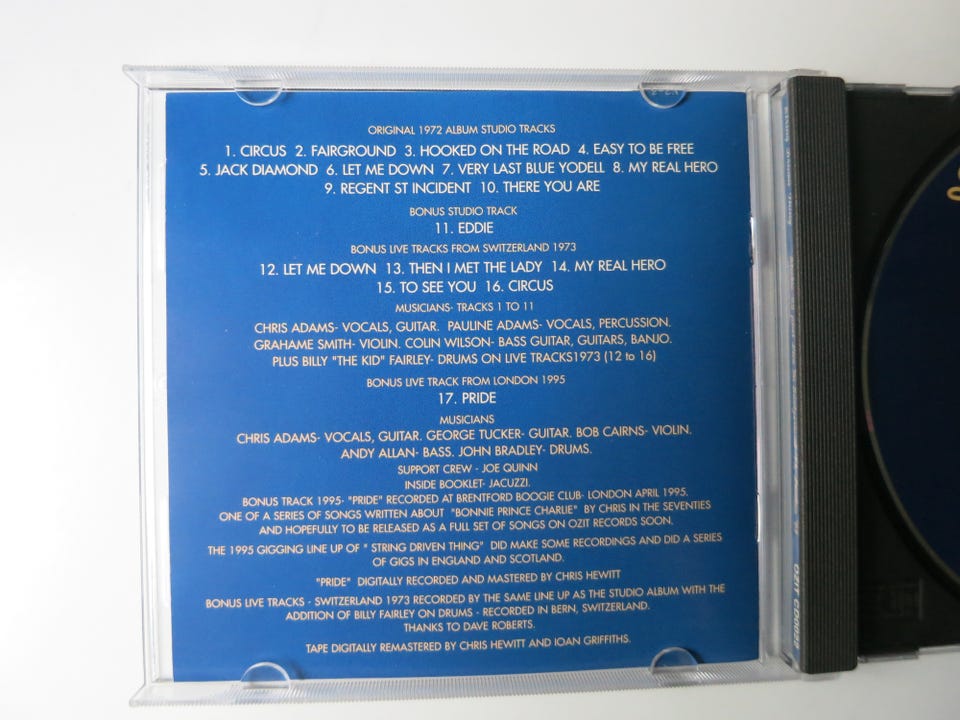 ORIGINAL 1972 ALBUM STUDIO TRACKS
1. CIRCUS 2. FAIRGROUND 3. HOOKED ON THE ROAD 4. EASY TO BE FREE
5. JACK DIAMOND 6. LET ME DOWN 7. VERY LAST BLUE YODELL 8. MY REAL HERO
9. REGENT ST INCIDENT 10. THERE YOU ARE
BONUS STUDIO TRACK
11. EDDIE
BONUS LIVE TRACKS FROM SWITZERLAND 1973
12. LET ME DOWN 13. THEN I MET THE LADY 14. MY REAL HERO
15. TO SEE YOU 16. CIRCUS
MUSICIANS- TRACKS 1 TO 11
CHRIS ADAMS- VOCALS, GUITAR. PAULINE ADAMS- VOCALS, PERCUSSION.
GRAHAME SMITH- VIOLIN. COLIN WILSON- BASS GUITAR, GUITARS, BANJO.
PLUS BILLY "THE KID" FAIRLEY- DRUMS ON LIVE TRACKS1973 (12 to 16)
BONUS LIVE TRACK FROM LONDON 1995
17. PRIDE
MUSICIANS
CHRIS ADAMS- VOCALS, GUITAR. GEORGE TUCKER- GUITAR. BOB CAIRNS- VIOLIN.
ANDY ALLAN- BASS. JOHN BRADLEY- DRUMS.
SUPPORT CREW - JOE QUINN
INSIDE BOOKLET- JACUZZI.
BONUS TRACK 1995- "PRIDE" RECORDED AT BRENTFORD BOOGIE CLUB- LONDON APRIL 1995.
ONE OF A SERIES OF SONGS WRITTEN ABOUT "BONNIE PRINCE CHARLIE" BY CHRIS IN THE SEVENTIES
AND HOPEFULLY TO BE RELEASED AS A FULL SET OF SONGS ON OZIT RECORDS SOON.
THE 1995 GIGGING LINE UP OF " STRING DRIVEN THING" DID MAKE SOME RECORDINGS AND DID A SERIES
OF GIGS IN ENGLAND AND SCOTLAND.
"PRIDE" DIGITALLY RECORDED AND MASTERED BY CHRIS HEWITT
BONUS LIVE TRACKS - SWITZERLAND 1973 RECORDED BY THE SAME LINE UP AS THE STUDIO ALBUM WITH THE
ADDITION OF BILLY FAIRLEY ON DRUMS - RECORDED IN BERN, SWITZERLAND.
THANKS TO DAVE ROBERTS.
TAPE DIGITALLY REMASTERED BY CHRIS HEWITT AND IOAN GRIFFITHS.
OZIT CD0025